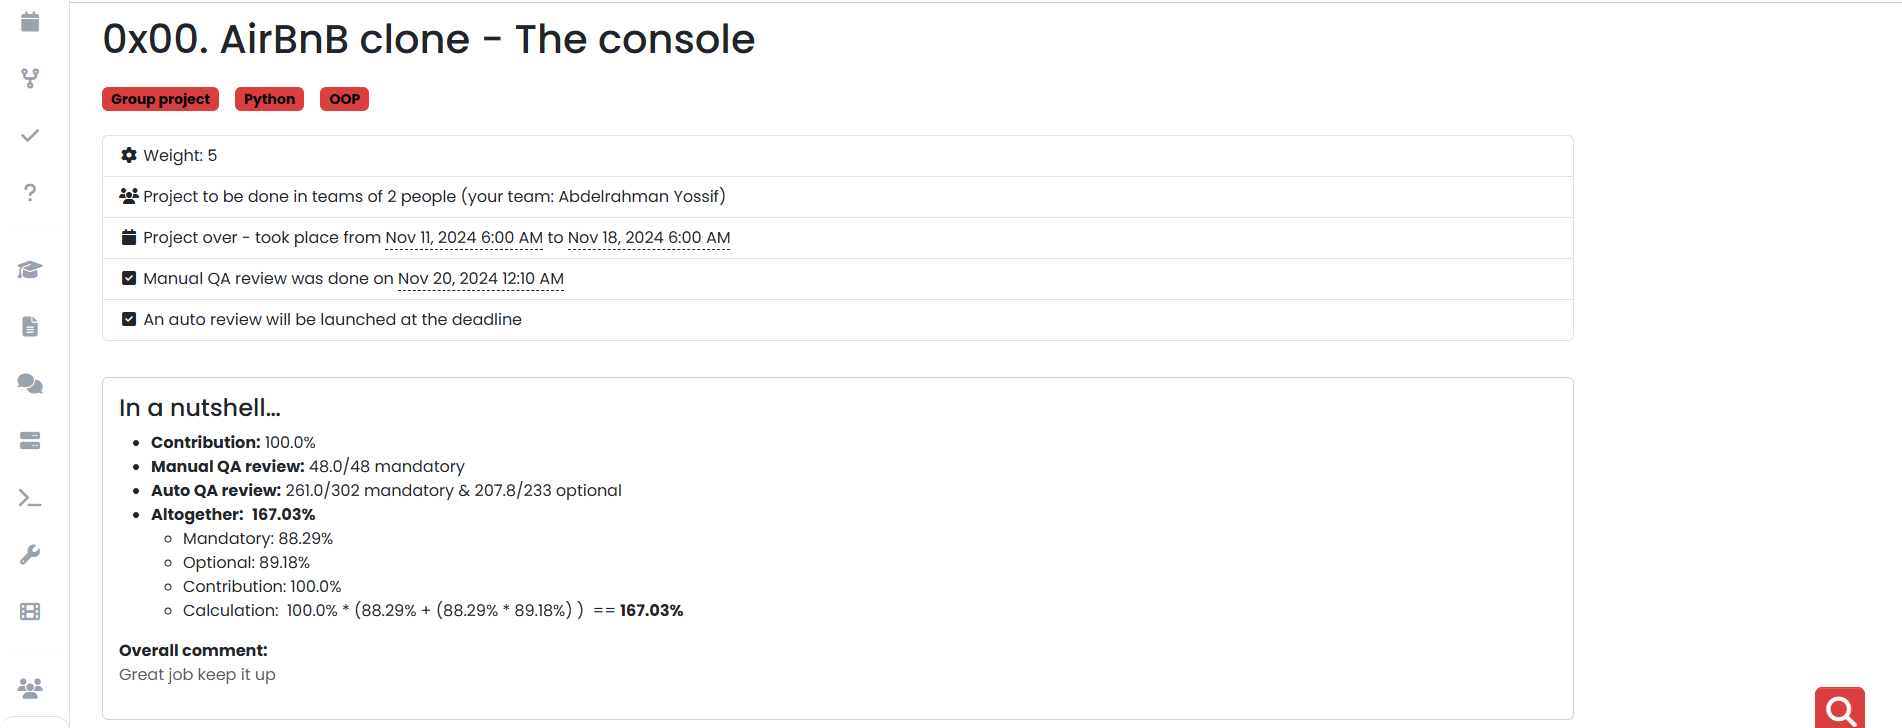 0x00. AirBnB clone - The console
Group project Python OOP
Weight: 5
Project to be done in teams of 2 people (your team: Abdelrahman Yossif)
Project over - took place from Nov 11, 2024 6:00 AM to Nov 18, 2024 6:00 AM
Manual QA review was done on Nov 20, 2024 12:10 AM
An auto review will be launched at the deadline
In a nutshell…
Contribution: 100.0%
Manual QA review: 48.0/48 mandatory
Auto QA review: 261.0/302 mandatory & 207.8/233 optional
Altogether: 167.03%
Mandatory: 88.29%
Optional: 89.18%
Contribution: 100.0%
Calculation: 100.0% * (88.29% + (88.29% * 89.18%) ) == 167.03%
Overall comment:
Great job keep it up